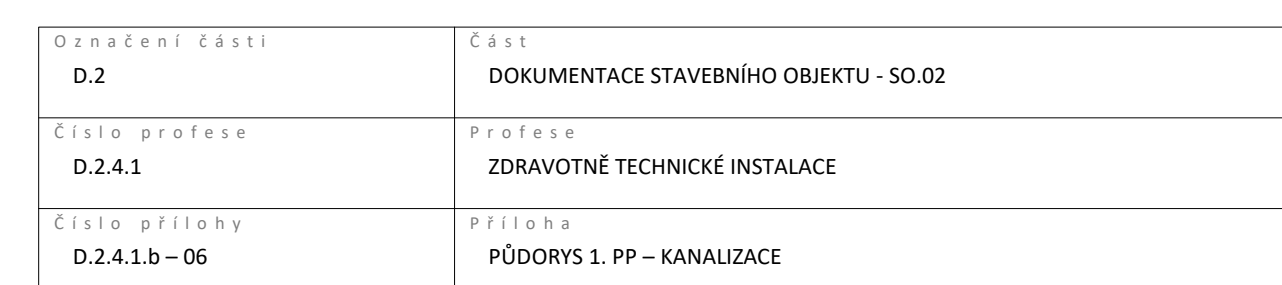 Označení části
Část
D.2
DOKUMENTACE STAVEBNÍHO OBJEKTU - SO.02
Číslo profese
Profese
D.2.4.1
ZDRAVOTNĚ TECHNICKÉ INSTALACE
Číslo přílohy
Příloha
D.2.4.1.b – 06
PŮDORYS 1. PP – KANALIZACE